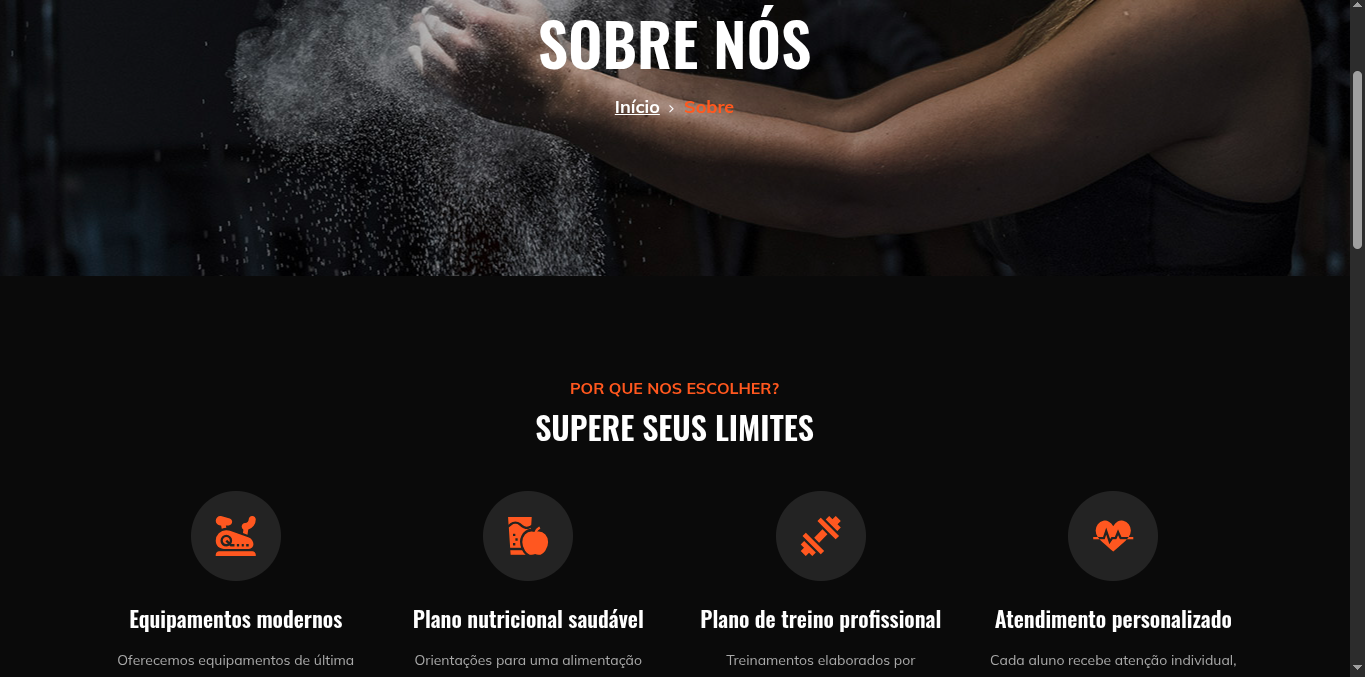 SOBRE NÓS
Início › Sobre
POR QUE NOS ESCOLHER?
SUPERE SEUS LIMITES
Equipamentos modernos
Plano nutricional saudável
Plano de treino profissional
Atendimento personalizado
Oferecemos equipamentos de última
Orientações para uma alimentação
Treinamentos elaborados por
Cada aluno recebe atenção individual,